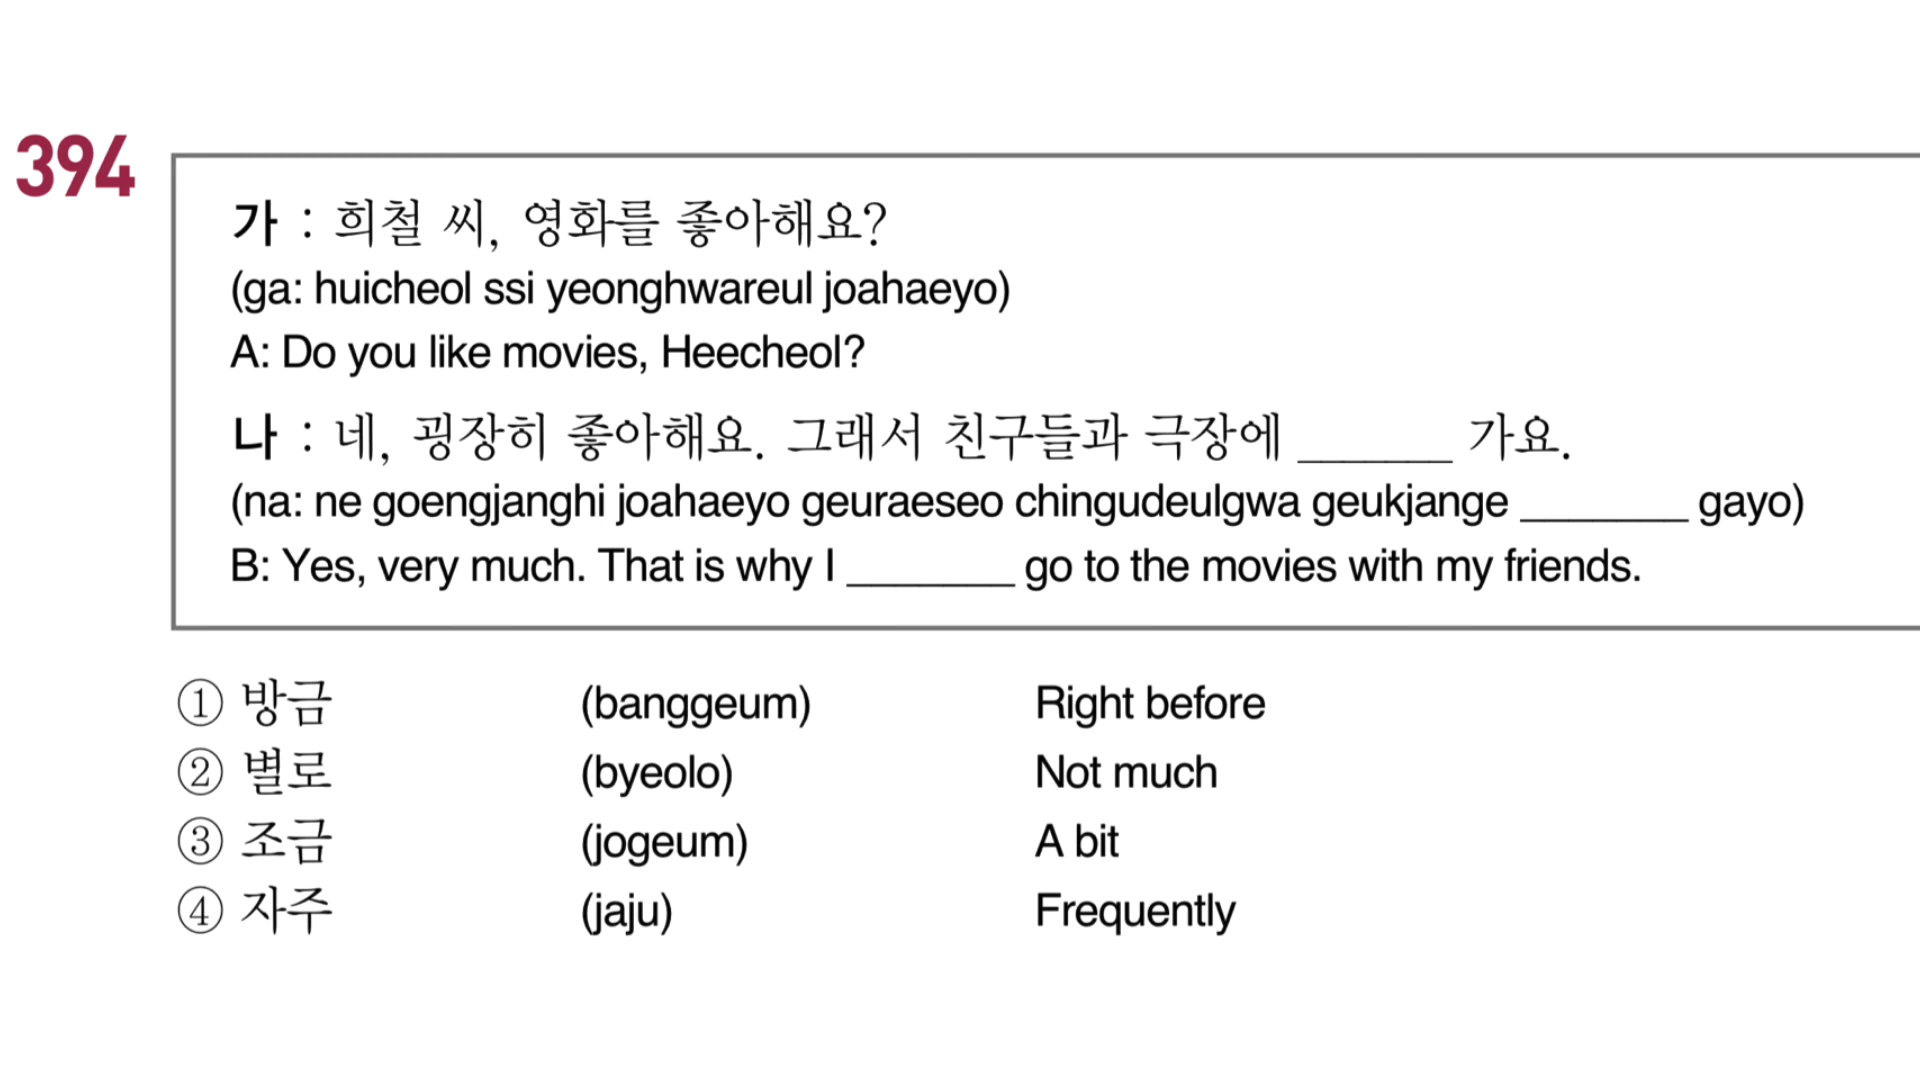 394
가 : 희철 씨, 영화를 좋아해요?
(ga: huicheol ssi yeonghwareul joahaeyo)
A: Do you like movies, Heecheol?
나 : 네, 굉장히 좋아해요. 그래서 친구들과 극장에 _______ 가요.
(na: ne goengjanghi joahaeyo geuraeseo chingudeulgwa geukjange _______ gayo)
B: Yes, very much. That is why I _______ go to the movies with my friends.
① 방금 (banggeum) Right before
② 별로 (byeolo) Not much
③ 조금 (jogeum) A bit
④ 자주 (jaju) Frequently